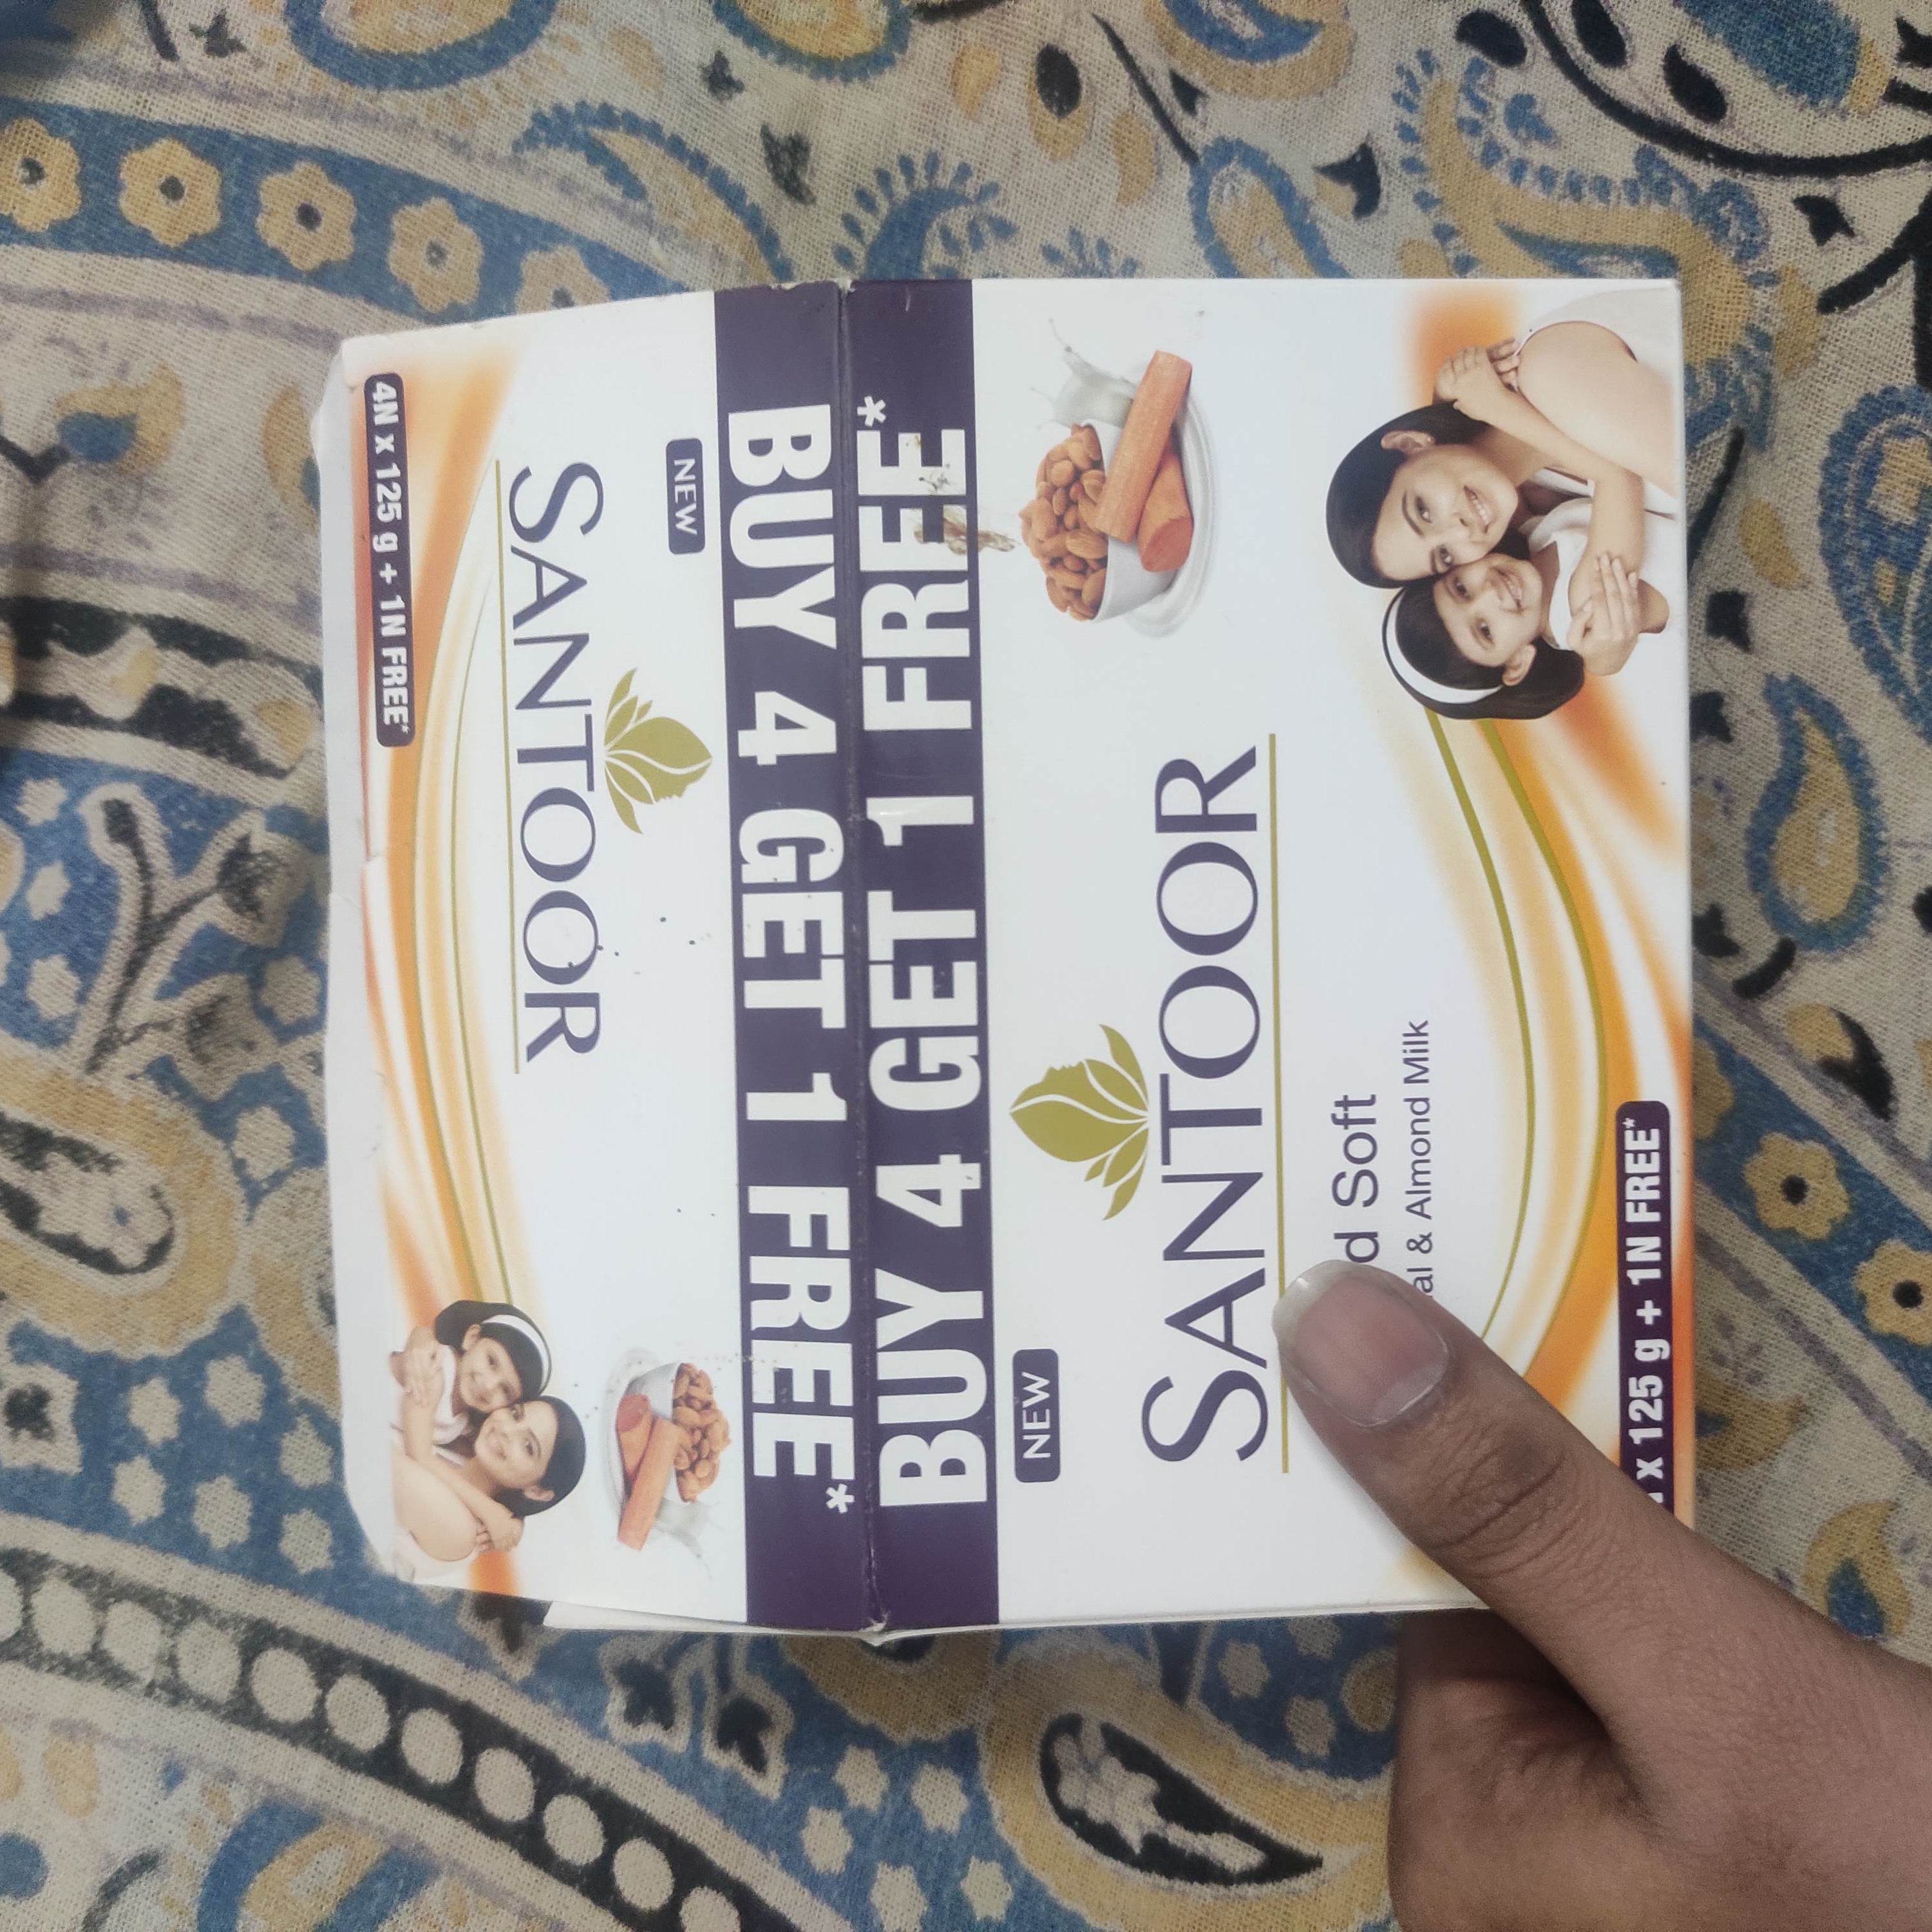 4N x 125 g + 1N FREE*
SANTOOR
NEW
BUY 4 GET 1 FREE*
BUY 4 GET 1 FREE*
NEW
SANTOOR
Soft
& Almond Milk
x 125 g + 1N FREE*